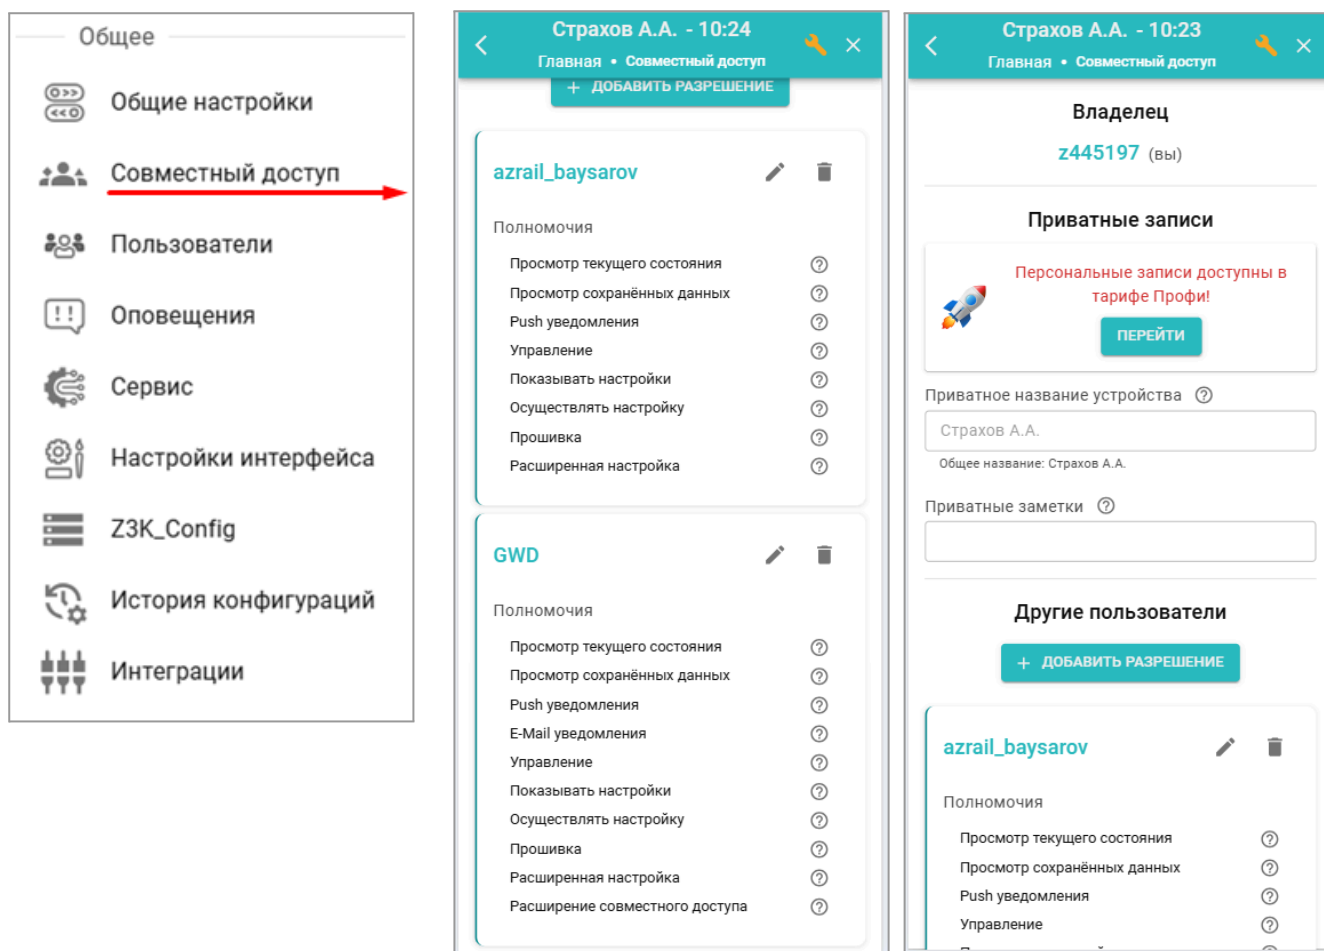 Общее
Общие настройки
Совместный доступ
Пользователи
Оповещения
Сервис
Настройки интерфейса
Z3K_Config
История конфигураций
Интеграции
Страхов А.А. - 10:24
Главная • Совместный доступ
+ ДОБАВИТЬ РАЗРЕШЕНИЕ
azrail_baysarov
Полномочия
Просмотр текущего состояния
Просмотр сохранённых данных
Push уведомления
Управление
Показывать настройки
Осуществлять настройку
Прошивка
Расширенная настройка
GWD
Полномочия
Просмотр текущего состояния
Просмотр сохранённых данных
Push уведомления
E-Mail уведомления
Управление
Показывать настройки
Осуществлять настройку
Прошивка
Расширенная настройка
Расширение совместного доступа
Страхов А.А. - 10:23
Главная • Совместный доступ
Владелец
z445197 (вы)
Приватные записи
Персональные записи доступны в
тарифе Профи!
ПЕРЕЙТИ
Приватное название устройства
Страхов А.А.
Общее название: Страхов А.А.
Приватные заметки
Другие пользователи
+ ДОБАВИТЬ РАЗРЕШЕНИЕ
azrail_baysarov
Полномочия
Просмотр текущего состояния
Просмотр сохранённых данных
Push уведомления
Управление